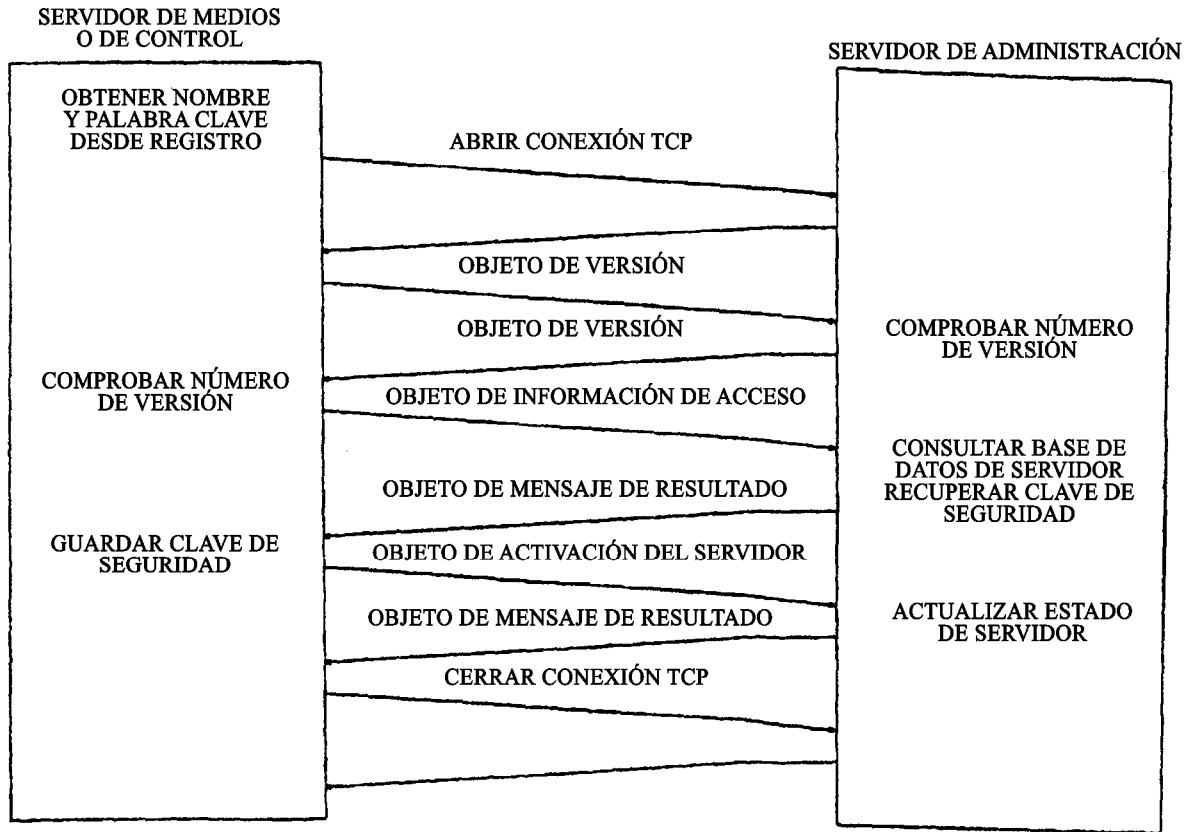 SERVIDOR DE MEDIOS
O DE CONTROL
SERVIDOR DE ADMINISTRACIÓN
OBTENER NOMBRE
Y PALABRA CLAVE
DESDE REGISTRO
ABRIR CONEXIÓN TCP
OBJETO DE VERSIÓN
OBJETO DE VERSIÓN
COMPROBAR NÚMERO
DE VERSIÓN
COMPROBAR NÚMERO
DE VERSIÓN
OBJETO DE INFORMACIÓN DE ACCESO
CONSULTAR BASE DE
DATOS DE SERVIDOR
RECUPERAR CLAVE DE
SEGURIDAD
OBJETO DE MENSAJE DE RESULTADO
GUARDAR CLAVE DE
SEGURIDAD
OBJETO DE ACTIVACIÓN DEL SERVIDOR
OBJETO DE MENSAJE DE RESULTADO
ACTUALIZAR ESTADO
DE SERVIDOR
CERRAR CONEXIÓN TCP